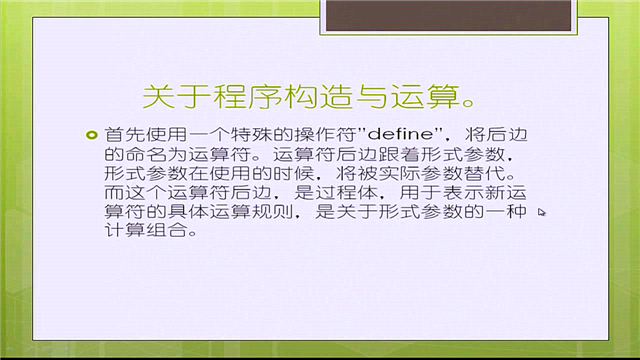 关于程序构造与运算。
首先使用一个特殊的操作符"define"，将后边
的命名为运算符。运算符后边跟着形式参数，
形式参数在使用的时候，将被实际参数替代。
而这个运算符后边，是过程体，用于表示新运
算符的具体运算规则，是关于形式参数的一种
计算组合。